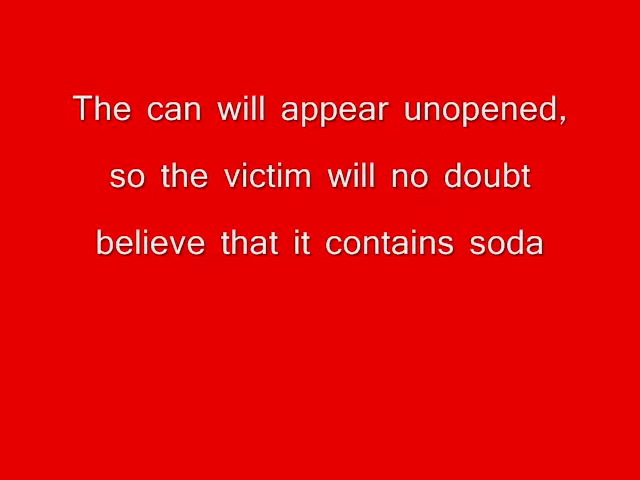 The can will appear unopened,
so the victim will no doubt
believe that it contains soda